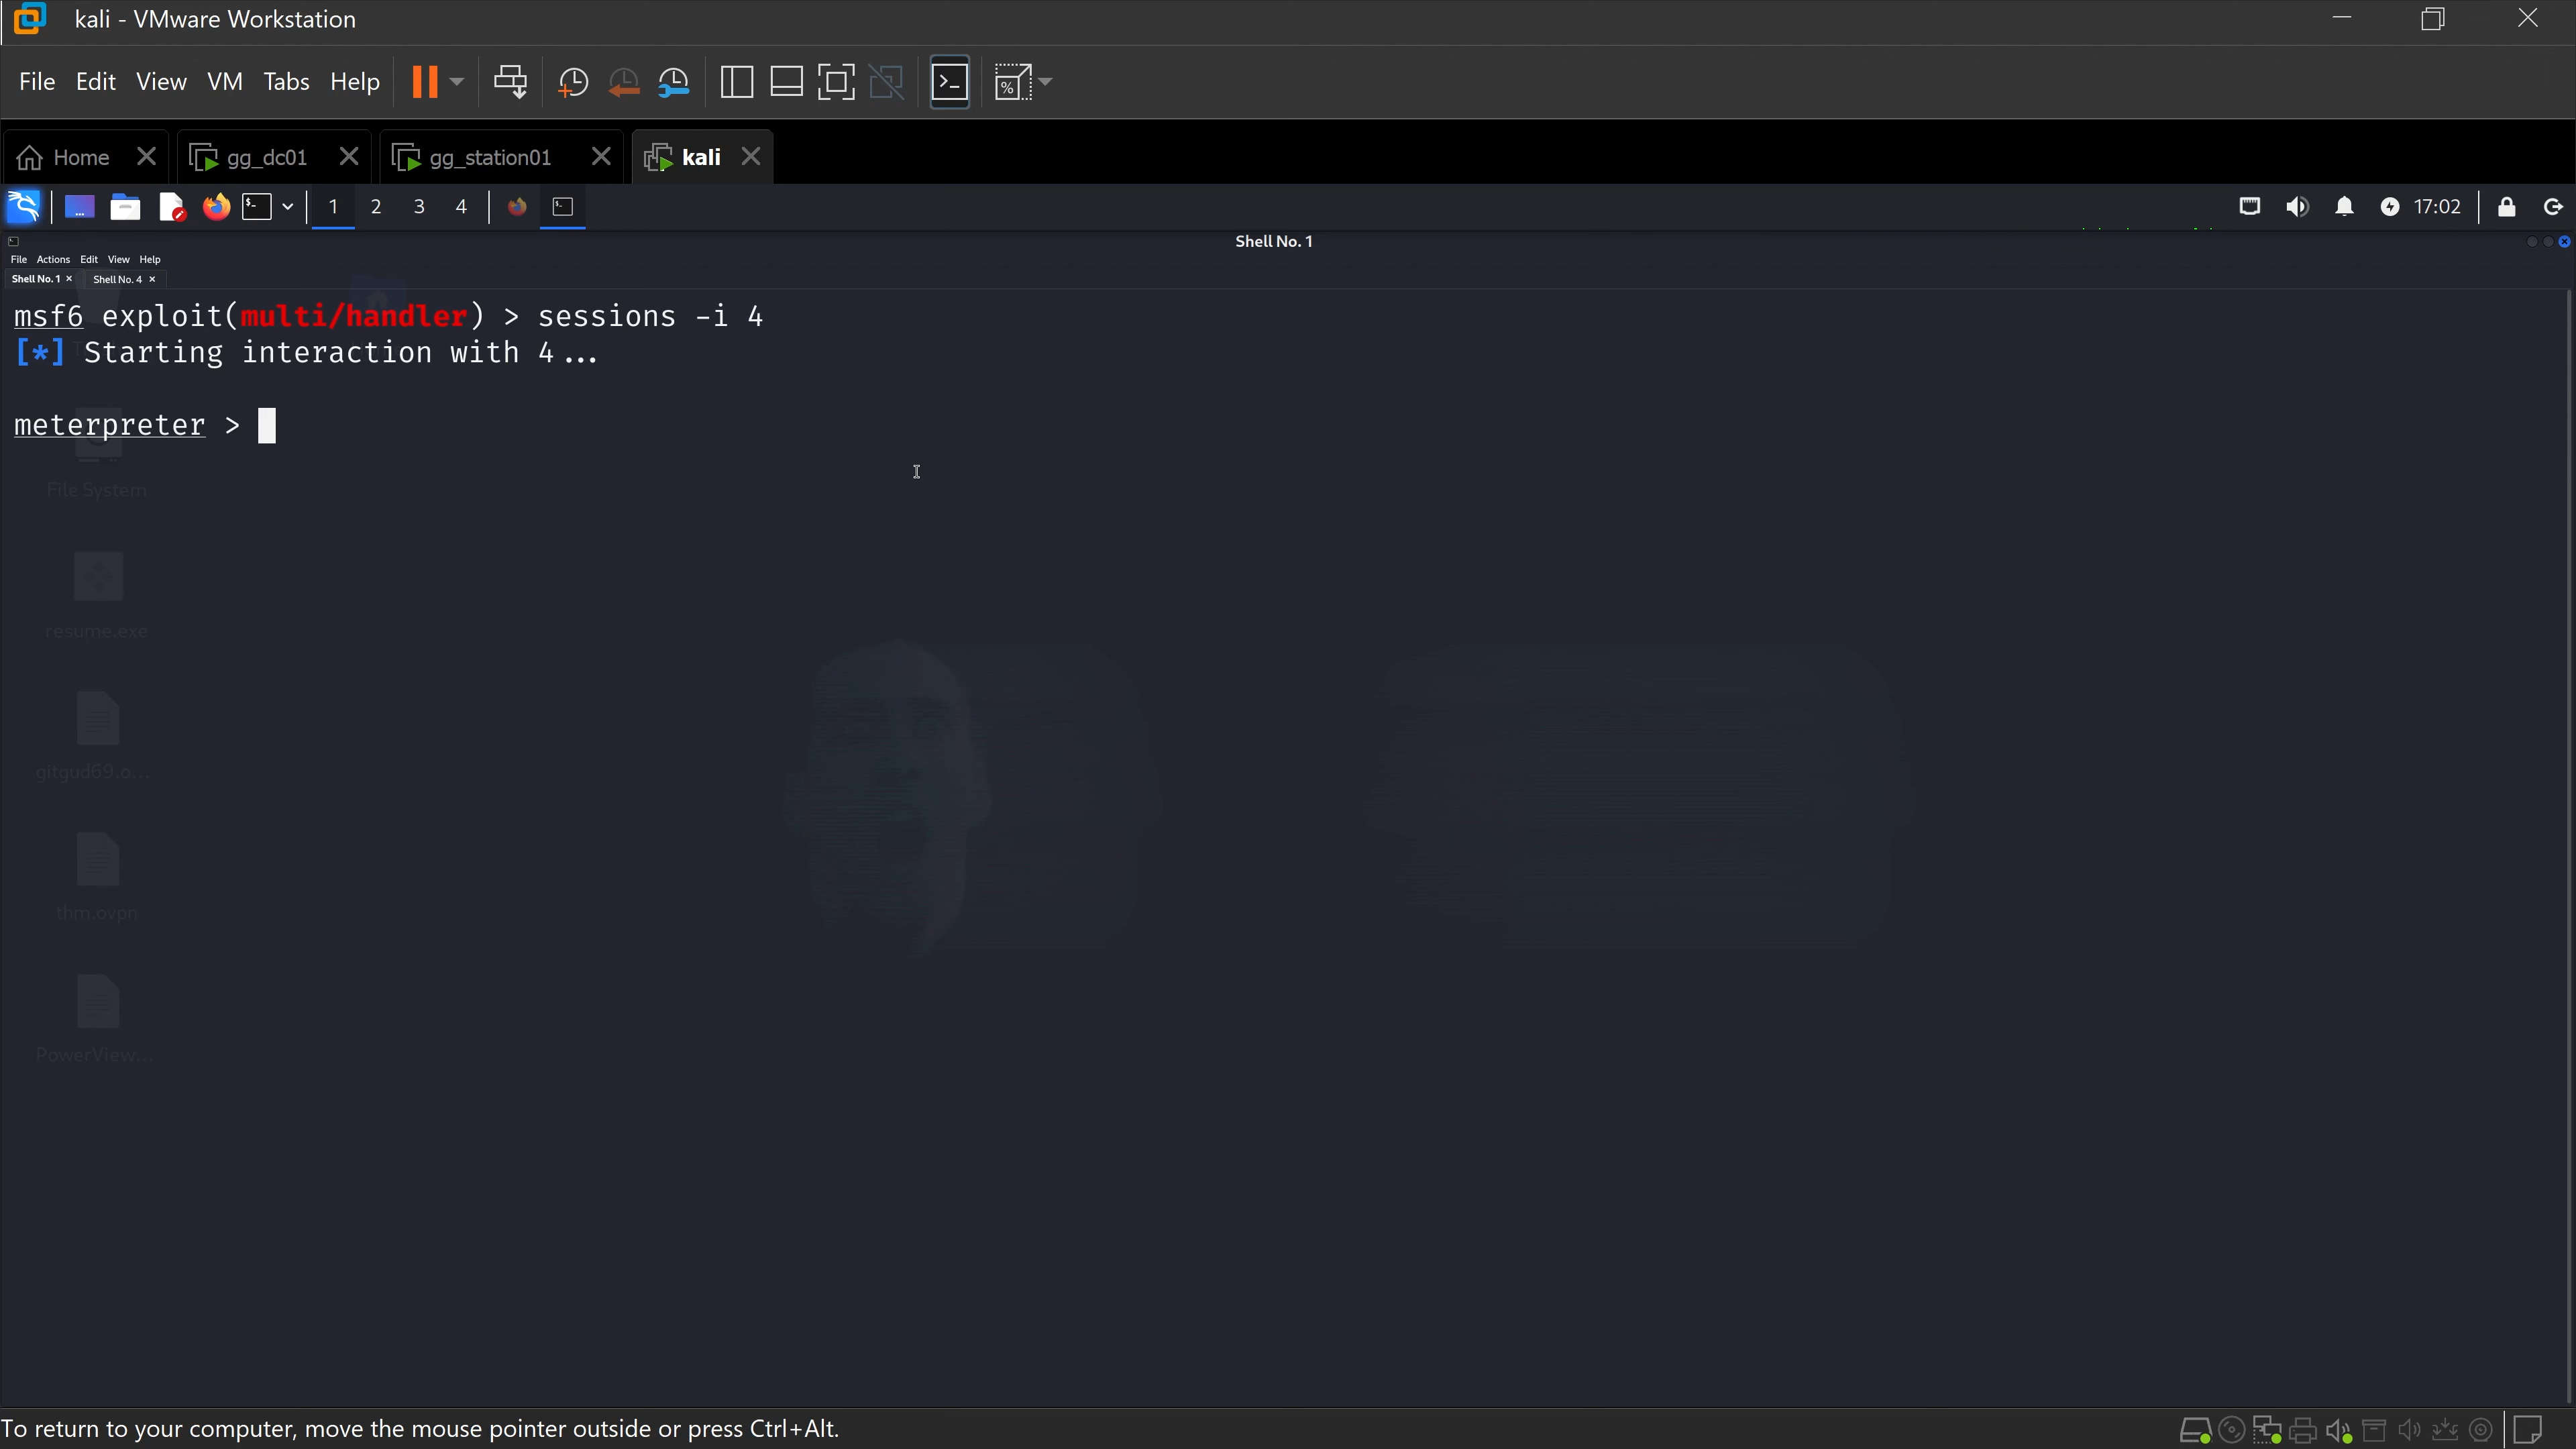 kali - VMware Workstation
File Edit View VM Tabs Help
Home gg_dc01 gg_station01 kali
1 2 3 4 17:02
Shell No. 1
File Actions Edit View Help
Shell No. 1 Shell No. 4
msf6 exploit(multi/handler) > sessions -i 4
[*] Starting interaction with 4...
meterpreter >
File System
resume.exe
gitgud69.o...
thm.ovpn
PowerView...
To return to your computer, move the mouse pointer outside or press Ctrl+Alt.